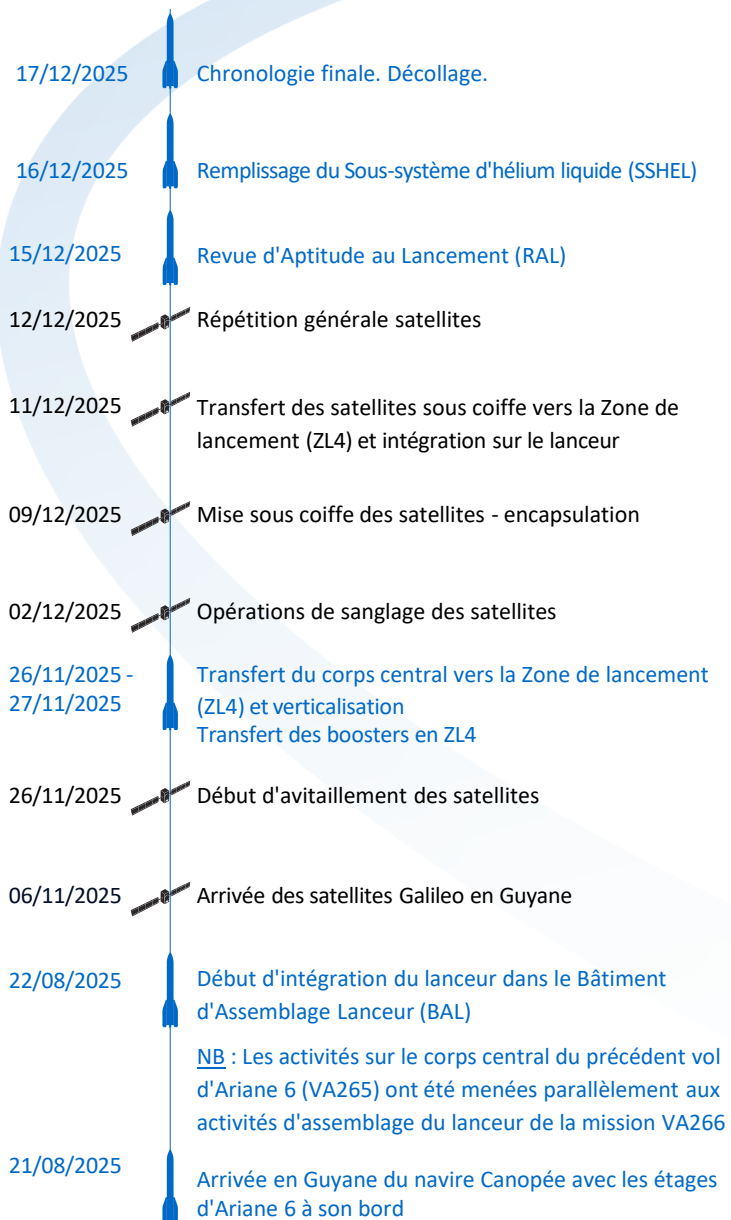 17/12/2025 Chronologie finale. Décollage.
16/12/2025 Remplissage du Sous-système d'hélium liquide (SSHEL)
15/12/2025 Revue d'Aptitude au Lancement (RAL)
12/12/2025 Répétition générale satellites
11/12/2025 Transfert des satellites sous coiffe vers la Zone de
lancement (ZL4) et intégration sur le lanceur
09/12/2025 Mise sous coiffe des satellites - encapsulation
02/12/2025 Opérations de sanglage des satellites
26/11/2025 - Transfert du corps central vers la Zone de lancement
27/11/2025 (ZL4) et verticalisation
Transfert des boosters en ZL4
26/11/2025 Début d'avitaillement des satellites
06/11/2025 Arrivée des satellites Galileo en Guyane
22/08/2025 Début d'intégration du lanceur dans le Bâtiment
d'Assemblage Lanceur (BAL)
NB : Les activités sur le corps central du précédent vol
d'Ariane 6 (VA265) ont été menées parallèlement aux
activités d'assemblage du lanceur de la mission VA266
21/08/2025 Arrivée en Guyane du navire Canopée avec les étages
d'Ariane 6 à son bord